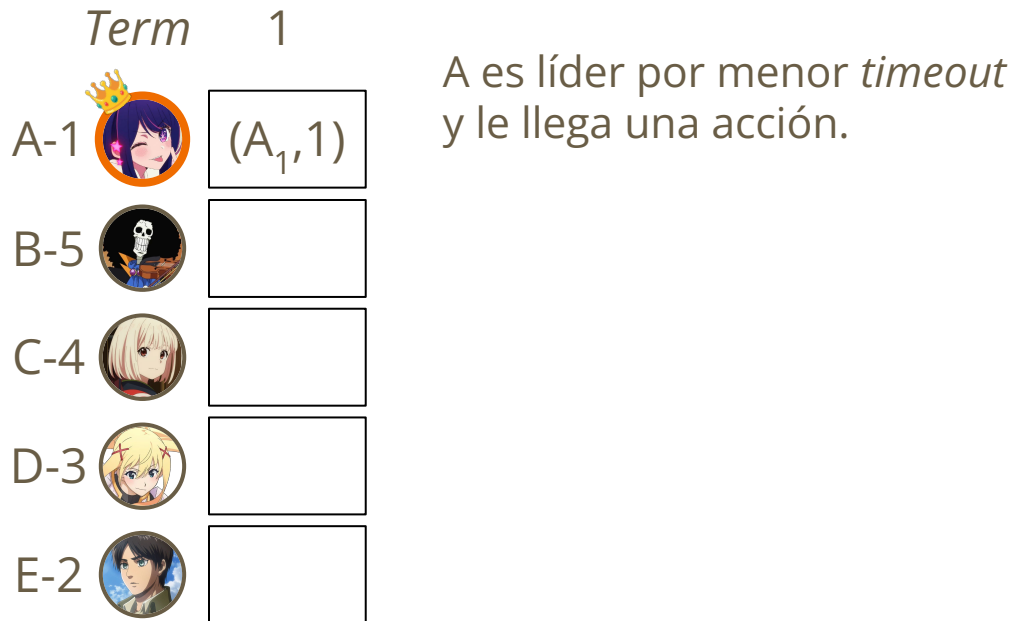 Term 1
A es líder por menor timeout
y le llega una acción.
A-1 (A₁,1)
B-5
C-4
D-3
E-2